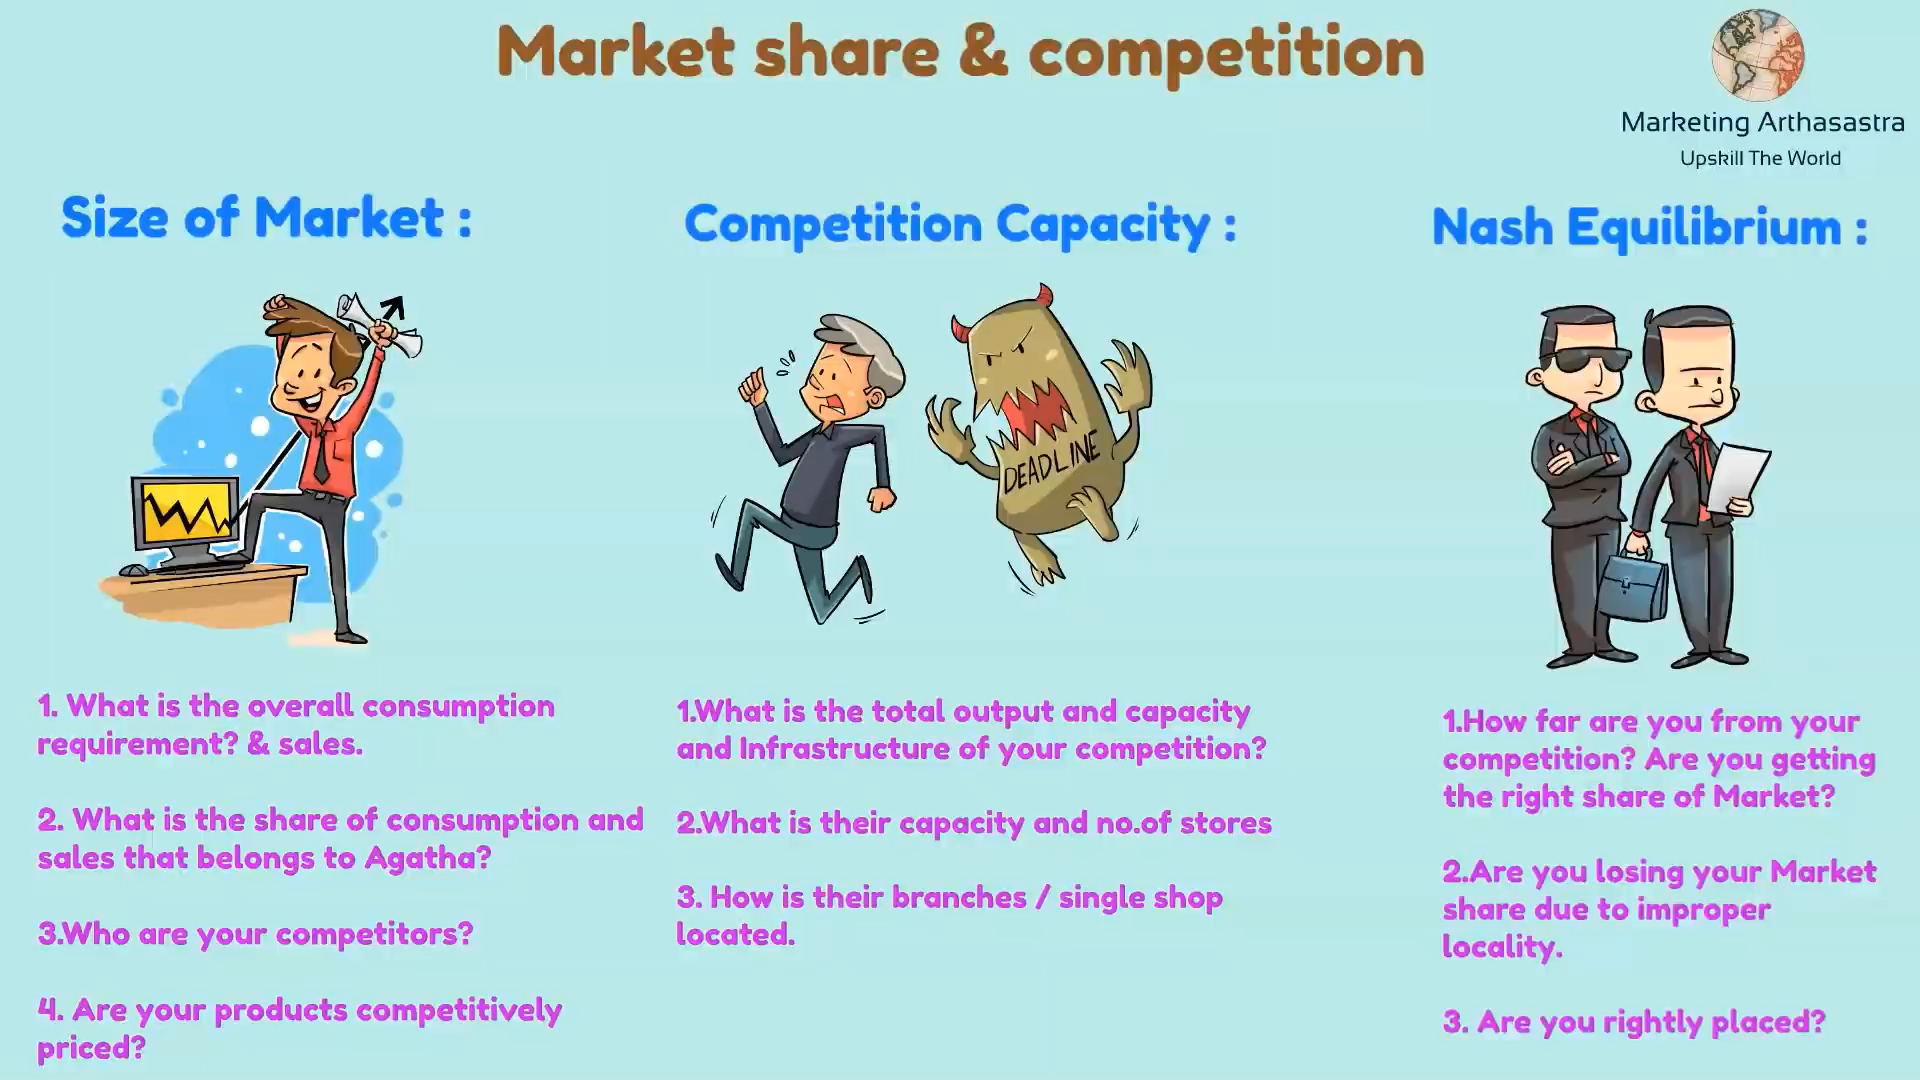 Market share & competition
Marketing Arthasastra
Upskill The World
Size of Market :
Competition Capacity :
Nash Equilibrium :
DEADLINE
1. What is the overall consumption
requirement? & sales.
2. What is the share of consumption and
sales that belongs to Agatha?
3.Who are your competitors?
4. Are your products competitively
priced?
1.What is the total output and capacity
and Infrastructure of your competition?
2.What is their capacity and no.of stores
3. How is their branches / single shop
located.
1.How far are you from your
competition? Are you getting
the right share of Market?
2.Are you losing your Market
share due to improper
locality.
3. Are you rightly placed?